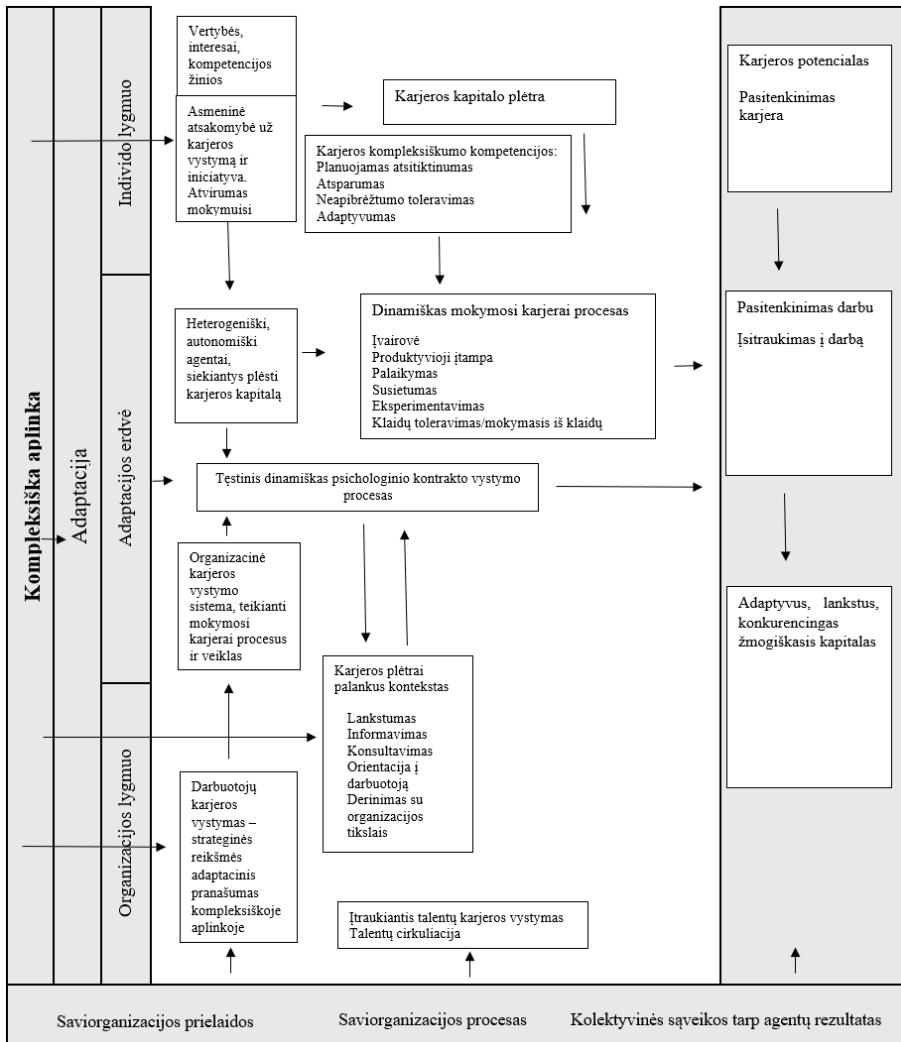 Kompleksiška aplinka
Adaptacija
Individo lygmuo
Adaptacijos erdvė
Organizacijos lygmuo
Vertybės,
interesai,
kompetencijos
žinios
Asmeninė
atsakomybė už
karjeros
vystymą ir
iniciatyva.
Atvirumas
mokymuisi
Karjeros kapitalo plėtra
Karjeros kompleksiškumo kompetencijos:
Planuojamas atsitiktinumas
Atsparumas
Neapibrėžtumo toleravimas
Adaptyvumas
Karjeros potencialas
Pasitenkinimas
karjera
Heterogeniški,
autonomiški
agentai,
siekiantys plėsti
karjeros kapitalą
Dinamiškas mokymosi karjerai procesas
Įvairovė
Produktyvioji įtampa
Palaikymas
Susietumas
Eksperimentavimas
Klaidų toleravimas/mokymasis iš klaidų
Pasitenkinimas darbu
Įsitraukimas į darbą
Tęstinis dinamiškas psichologinio kontrakto vystymo
procesas
Organizacinė
karjeros
vystymo
sistema, teikianti
mokymosi
karjerai procesus
ir veiklas
Karjeros plėtrai
palankus kontekstas
Lankstumas
Informavimas
Konsultavimas
Orientacija į
darbuotoją
Derinimas su
organizacijos
tikslais
Adaptyvus, lankstus,
konkurencingas
žmogiškasis kapitalas
Darbuotojų
karjeros
vystymas –
strateginės
reikšmės
adaptacinis
pranašumas
kompleksiškoje
aplinkoje
Įtraukiantis talentų karjeros vystymas
Talentų cirkuliacija
Saviorganizacijos prielaidos
Saviorganizacijos procesas
Kolektyvinės sąveikos tarp agentų rezultatas